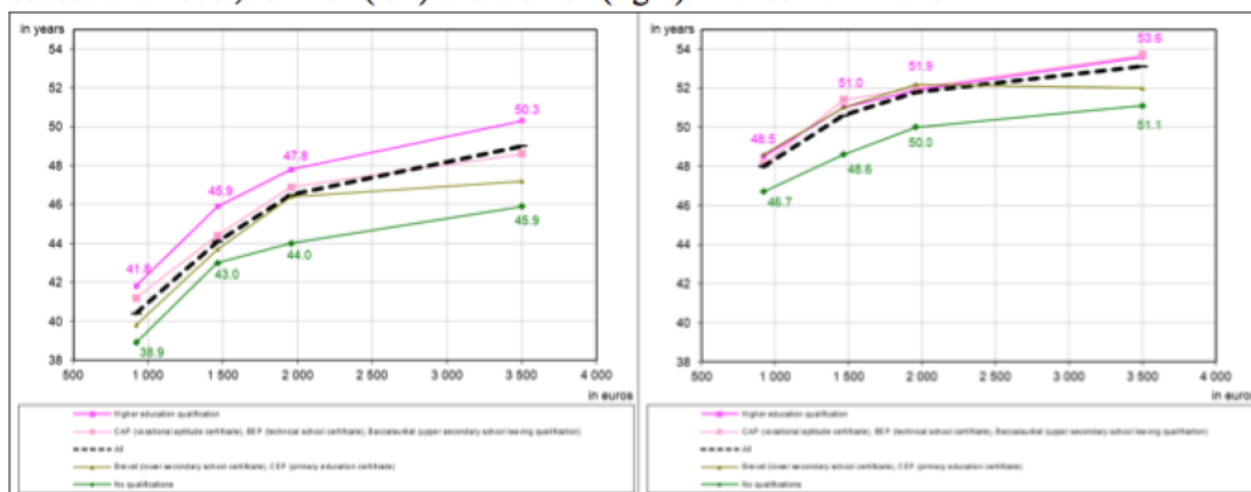 in years
54
52
50
48
46
44
42
40
38
50.3
47.8
45.9
41.8
45.9
44.0
43.0
38.9
500 1 000 1 500 2 000 2 500 3 000 3 500 4 000
in euros
Higher education qualification
CAP (vocational aptitude certificate), BEP (technical school certificate), Baccalauréat (upper secondary school leaving qualification)
All
Brevet (lower secondary school certificate), CEP (primary education certificate)
No qualifications
in years
54
52
50
48
46
44
42
40
38
53.6
51.9
51.0
48.5
51.1
50.0
48.6
46.7
500 1 000 1 500 2 000 2 500 3 000 3 500 4 000
in euros
Higher education qualification
CAP (vocational aptitude certificate), BEP (technical school certificate), Baccalauréat (upper secondary school leaving qualification)
All
Brevet (lower secondary school certificate), CEP (primary education certificate)
No qualifications